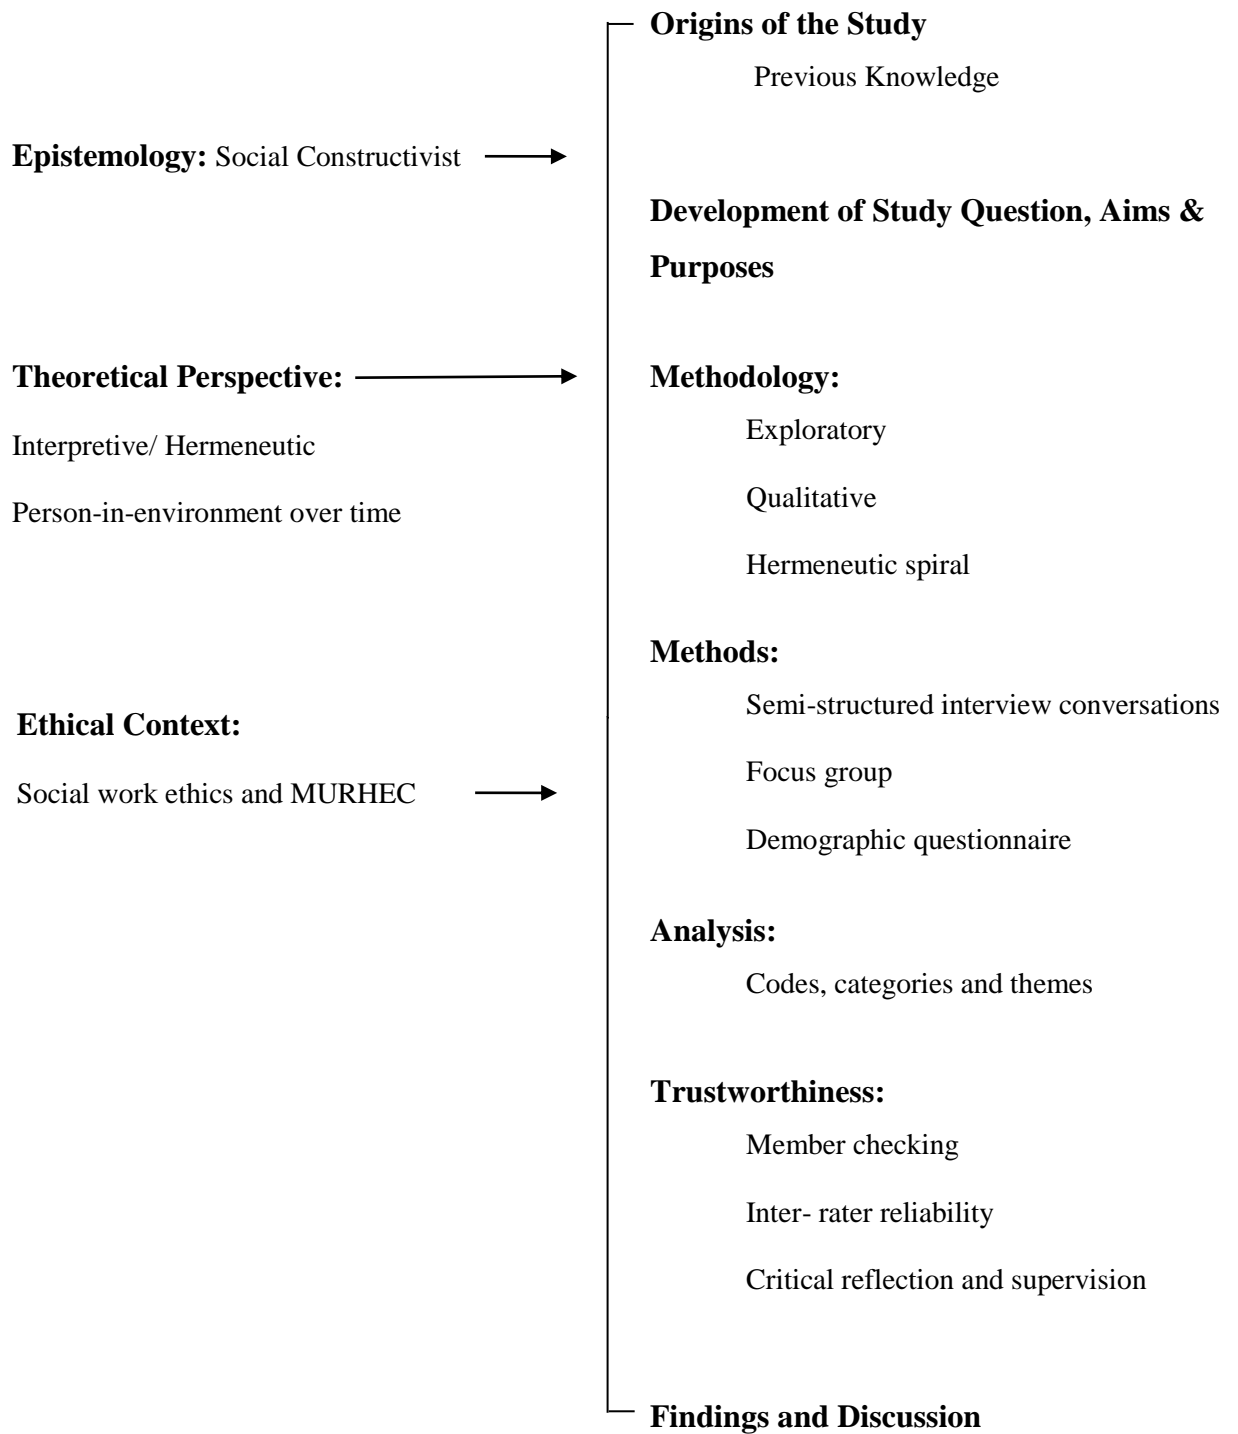 Origins of the Study
Previous Knowledge
Epistemology: Social Constructivist
Development of Study Question, Aims &
Purposes
Theoretical Perspective:
Interpretive/ Hermeneutic
Person-in-environment over time
Methodology:
Exploratory
Qualitative
Hermeneutic spiral
Methods:
Semi-structured interview conversations
Focus group
Demographic questionnaire
Ethical Context:
Social work ethics and MURHEC
Analysis:
Codes, categories and themes
Trustworthiness:
Member checking
Inter- rater reliability
Critical reflection and supervision
Findings and Discussion